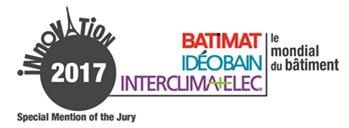 INNOVATION
2017
Special Mention of the Jury
BATIMAT
IDÉOBAIN
INTERCLIMA+ELEC®
le
mondial
du bâtiment